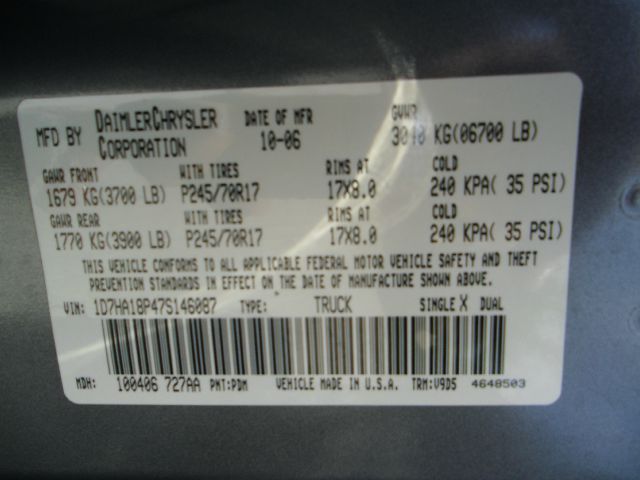 MFD BY DAIMLERCHRYSLER CORPORATION DATE OF MFR 10-06 GVWR 3040 KG(06700 LB)
GAWR FRONT WITH TIRES RIMS AT COLD
1679 KG(3700 LB) P245/70R17 17X8.0 240 KPA( 35 PSI)
GAWR REAR WITH TIRES RIMS AT COLD
1770 KG(3900 LB) P245/70R17 17X8.0 240 KPA( 35 PSI)
THIS VEHICLE CONFORMS TO ALL APPLICABLE FEDERAL MOTOR VEHICLE SAFETY AND THEFT
PREVENTION STANDARDS IN EFFECT ON THE DATE OF MANUFACTURE SHOWN ABOVE.
VIN: 1D7HA18P47S146087 TYPE: TRUCK SINGLE X DUAL
MDH: 100406 727AA PNT:PDM VEHICLE MADE IN U.S.A. TRM:V9D5 4648503